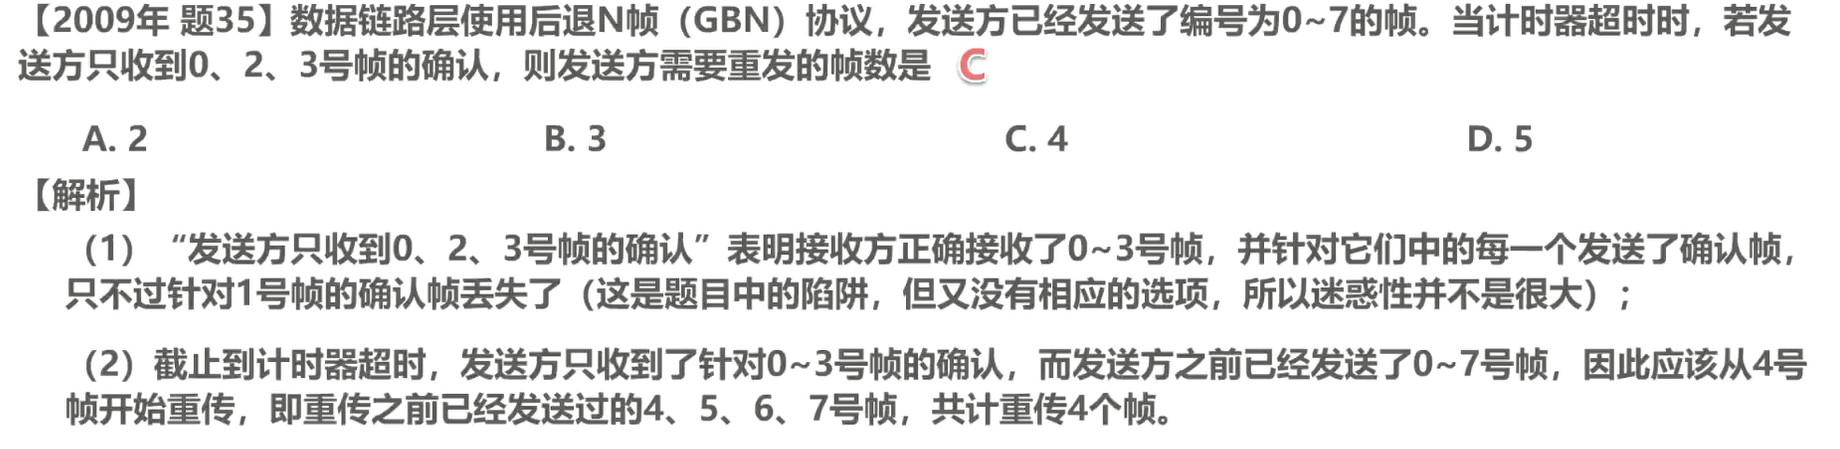 【2009年 题35】数据链路层使用后退N帧（GBN）协议，发送方已经发送了编号为0~7的帧。当计时器超时时，若发
送方只收到0、2、3号帧的确认，则发送方需要重发的帧数是 C
A. 2 B. 3 C. 4 D. 5
【解析】
（1）“发送方只收到0、2、3号帧的确认”表明接收方正确接收了0~3号帧，并针对它们中的每一个发送了确认帧，
只不过针对1号帧的确认帧丢失了（这是题目中的陷阱，但又没有相应的选项，所以迷惑性并不是很大）；
（2）截止到计时器超时，发送方只收到了针对0~3号帧的确认，而发送方之前已经发送了0~7号帧，因此应该从4号
帧开始重传，即重传之前已经发送过的4、5、6、7号帧，共计重传4个帧。